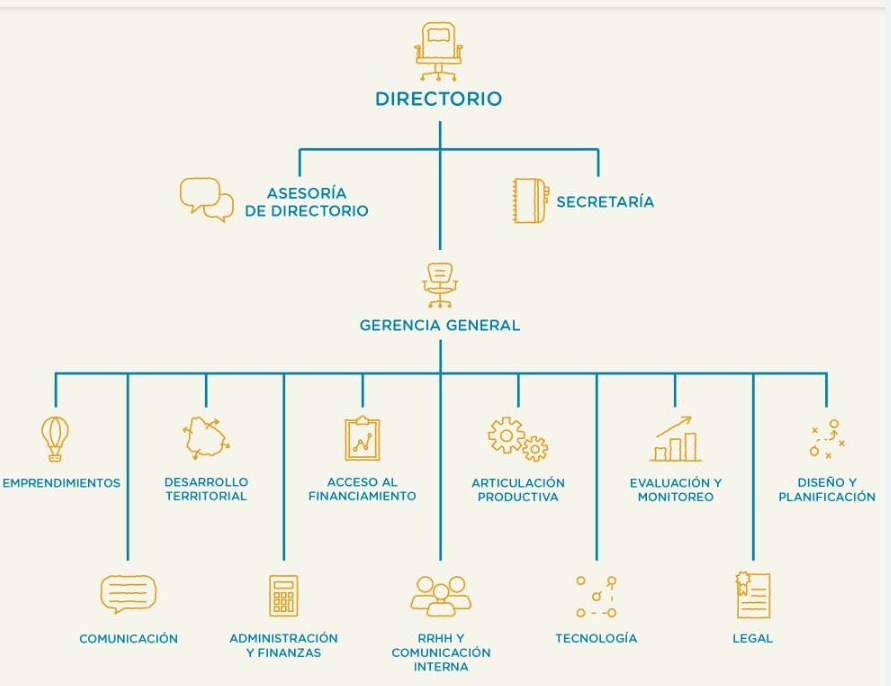 DIRECTORIO
ASESORÍA
DE DIRECTORIO
SECRETARÍA
GERENCIA GENERAL
EMPRENDIMIENTOS
DESARROLLO
TERRITORIAL
ACCESO AL
FINANCIAMIENTO
ARTICULACIÓN
PRODUCTIVA
EVALUACIÓN Y
MONITOREO
DISEÑO Y
PLANIFICACIÓN
COMUNICACIÓN
ADMINISTRACIÓN
Y FINANZAS
RRHH Y
COMUNICACIÓN
INTERNA
TECNOLOGÍA
LEGAL